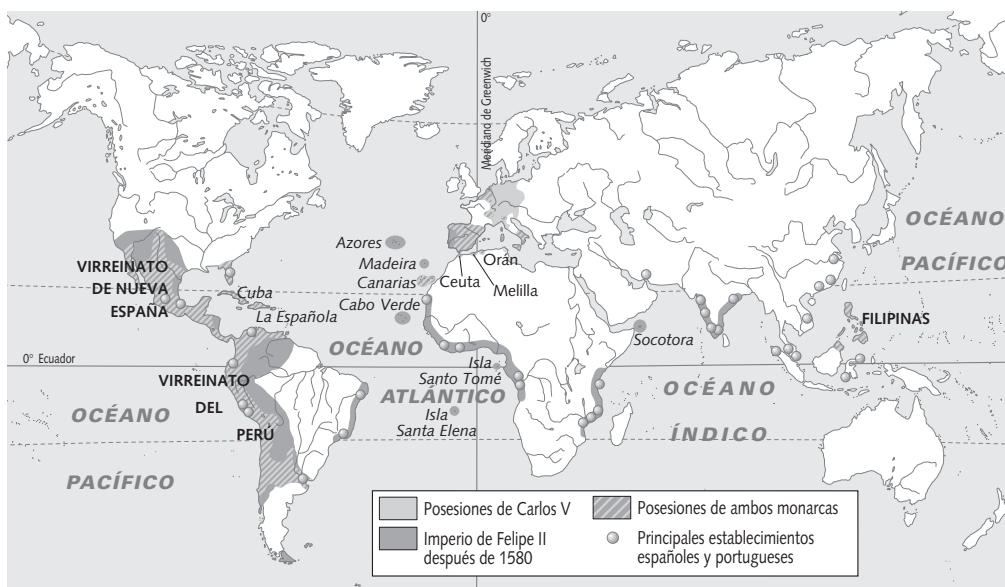 0°
Meridiano de Greenwich
OCÉANO
PACÍFICO
Azores
Madeira
Canarias
Cabo Verde
Orán
Ceuta
Melilla
VIRREINATO
DE NUEVA
ESPAÑA
Cuba
La Española
FILIPINAS
Socotora
OCÉANO
ATLÁNTICO
0° Ecuador
Isla
Santo Tomé
VIRREINATO
DEL
PERÚ
OCÉANO
PACÍFICO
Isla
Santa Elena
OCÉANO
ÍNDICO
Posesiones de Carlos V
Imperio de Felipe II
después de 1580
Posesiones de ambos monarcas
Principales establecimientos
españoles y portugueses